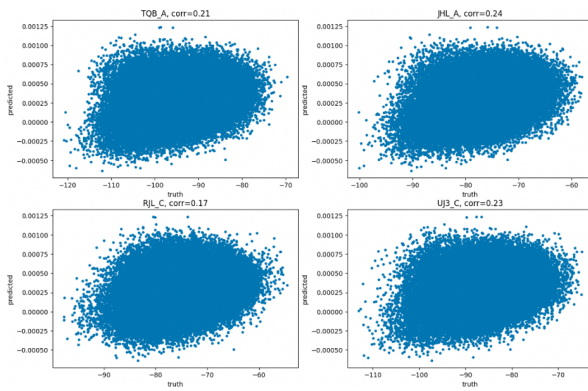 TQB_A, corr=0.21
0.00125
0.00100
0.00075
0.00050
0.00025
0.00000
−0.00025
−0.00050
predicted
−120 −110 −100 −90 −80 −70
truth
JHL_A, corr=0.24
0.00125
0.00100
0.00075
0.00050
0.00025
0.00000
−0.00025
−0.00050
predicted
−100 −90 −80 −70 −60
truth
RJL_C, corr=0.17
0.00125
0.00100
0.00075
0.00050
0.00025
0.00000
−0.00025
−0.00050
predicted
−90 −80 −70 −60
truth
UJ3_C, corr=0.23
0.00125
0.00100
0.00075
0.00050
0.00025
0.00000
−0.00025
−0.00050
predicted
−110 −100 −90 −80 −70
truth